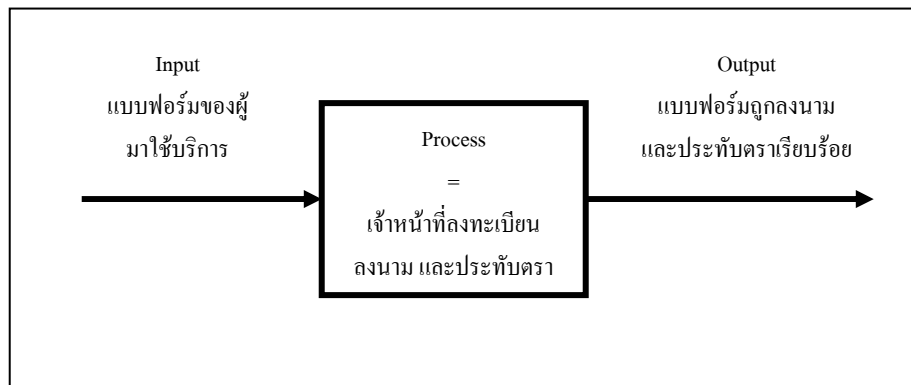 Input
แบบฟอร์มของผู้
มาใช้บริการ
Process
=
เจ้าหน้าที่ลงทะเบียน
ลงนาม และประทับตรา
Output
แบบฟอร์มถูกลงนาม
และประทับตราเรียบร้อย